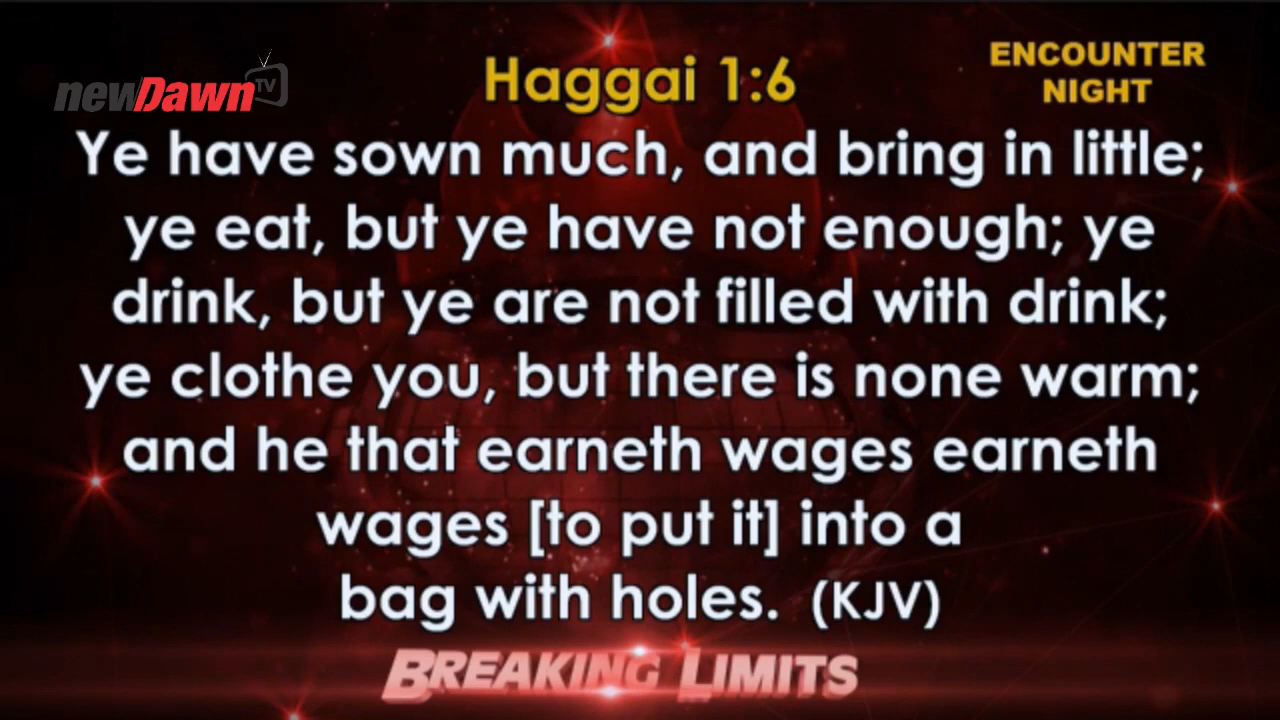 newDawn TV
Haggai 1:6
ENCOUNTER
NIGHT
Ye have sown much, and bring in little;
ye eat, but ye have not enough; ye
drink, but ye are not filled with drink;
ye clothe you, but there is none warm;
and he that earneth wages earneth
wages [to put it] into a
bag with holes. (KJV)
BREAKING LIMITS